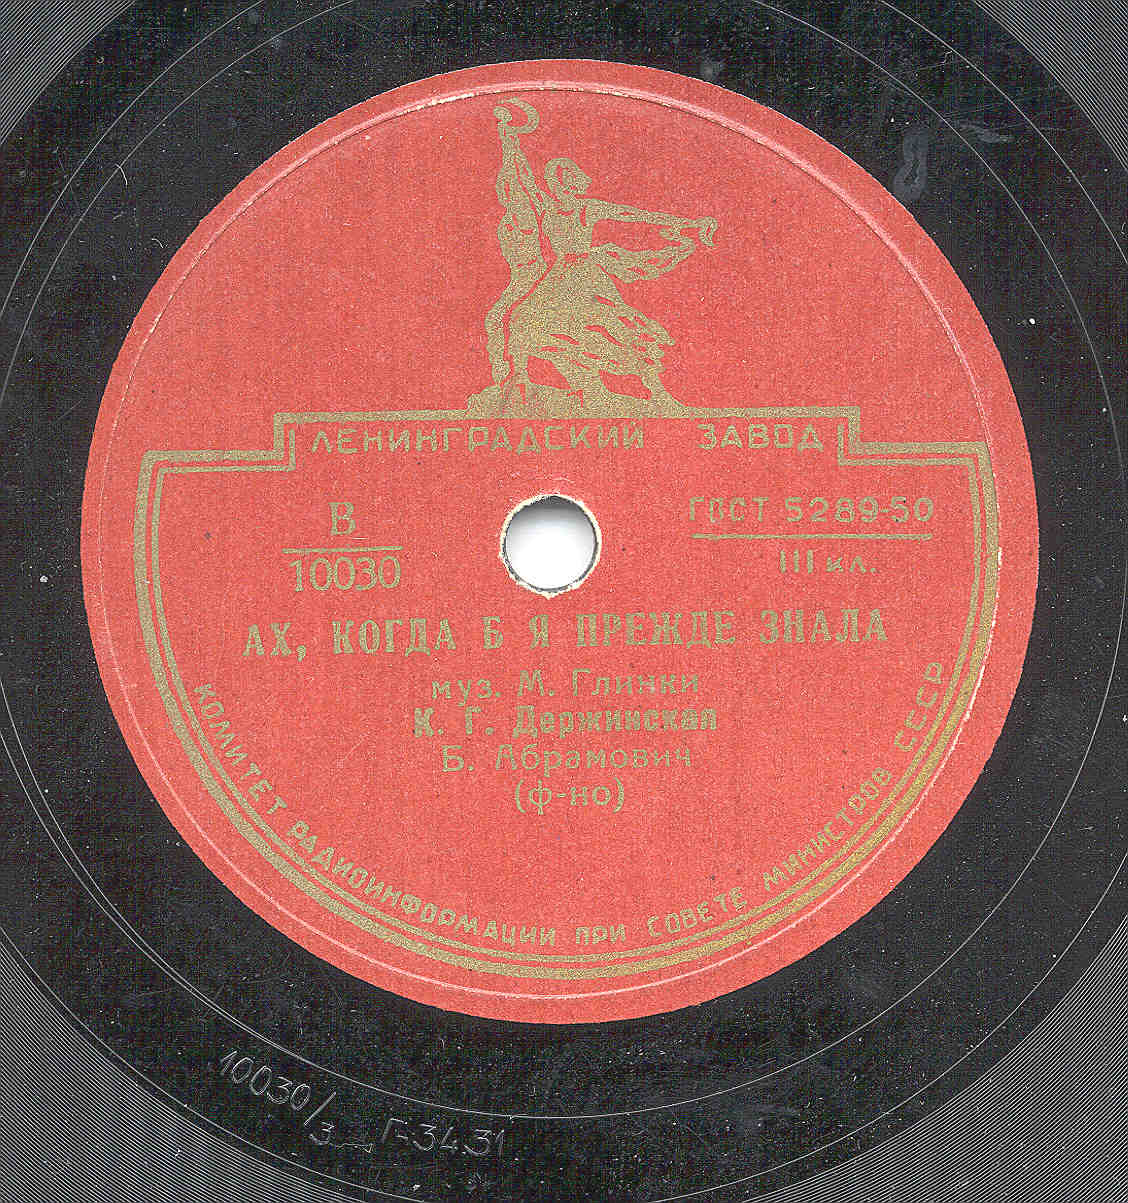 ЛЕНИНГРАДСКИЙ ЗАВОД
В
10030
ГОСТ 5289-50
III кл.
АХ, КОГДА Б Я ПРЕЖДЕ ЗНАЛА
муз. М. Глинки
К. Г. Держинская
Б. Абрамович
(ф-но)
КОМИТЕТ РАДИОИНФОРМАЦИИ ПРИ СОВЕТЕ МИНИСТРОВ СССР
10030/3 Г-3431